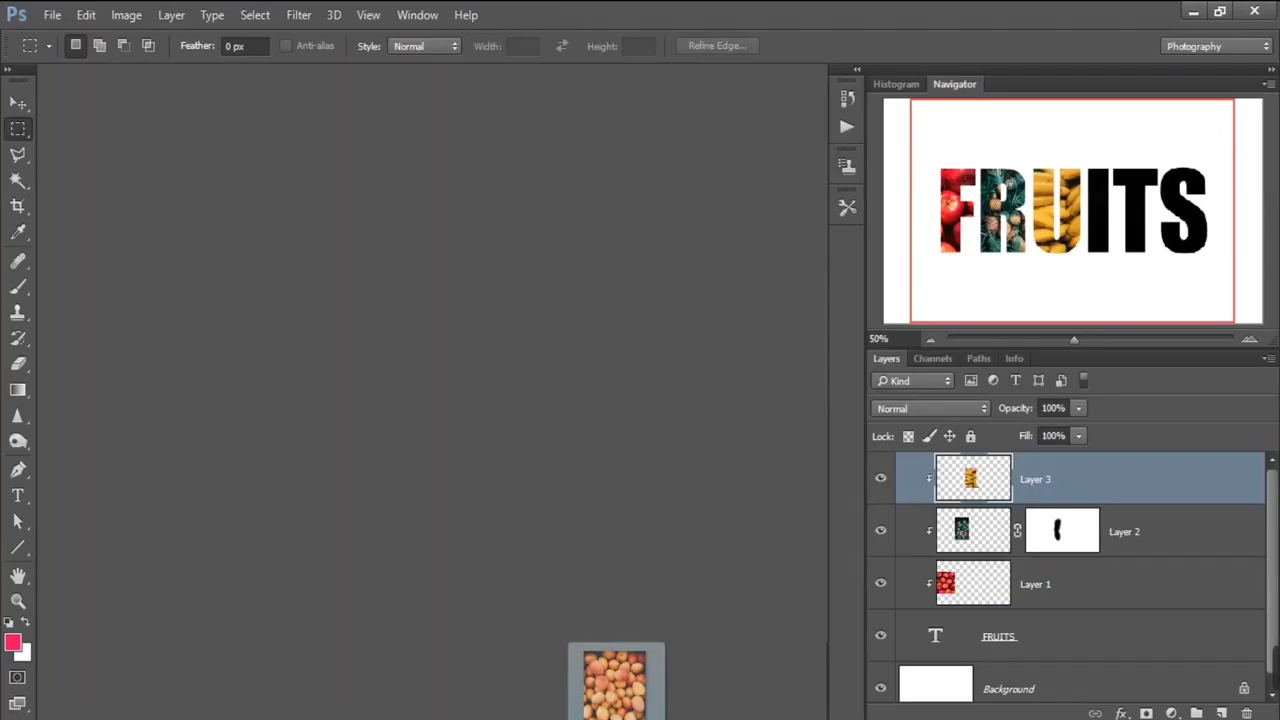 Ps File Edit Image Layer Type Select Filter 3D View Window Help
Feather: 0 px Anti-alias Style: Normal Width: Height: Refine Edge... Photography
Histogram Navigator
FRUITS
50%
Layers Channels Paths Info
Kind
Normal Opacity: 100%
Lock: Fill: 100%
Layer 3
Layer 2
Layer 1
T FRUITS
Background
fx